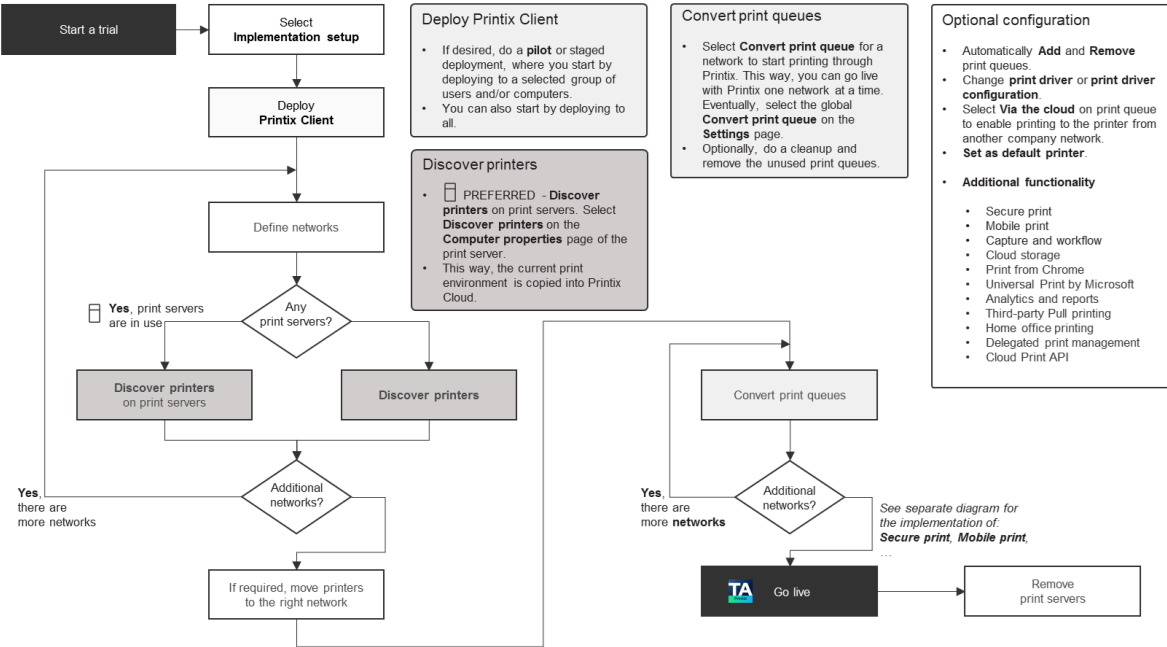 Start a trial
Select
Implementation setup
Deploy
Printix Client
Define networks
Any
print servers?
Yes, print servers
are in use
Discover printers
on print servers
Discover printers
Additional
networks?
Yes,
there are
more networks
If required, move printers
to the right network
Deploy Printix Client
• If desired, do a pilot or staged
deployment, where you start by
deploying to a selected group of
users and/or computers.
• You can also start by deploying to
all.
Discover printers
• PREFERRED - Discover
printers on print servers. Select
Discover printers on the
Computer properties page of the
print server.
• This way, the current print
environment is copied into Printix
Cloud.
Convert print queues
• Select Convert print queue for a
network to start printing through
Printix. This way, you can go live
with Printix one network at a time.
Eventually, select the global
Convert print queue on the
Settings page.
• Optionally, do a cleanup and
remove the unused print queues.
Convert print queues
Additional
networks?
Yes,
there are
more networks
See separate diagram for
the implementation of:
Secure print, Mobile print,
...
TA
Go live
Remove
print servers
Optional configuration
• Automatically Add and Remove
print queues.
• Change print driver or print driver
configuration.
• Select Via the cloud on print queue
to enable printing to the printer from
another company network.
• Set as default printer.
• Additional functionality
• Secure print
• Mobile print
• Capture and workflow
• Cloud storage
• Print from Chrome
• Universal Print by Microsoft
• Analytics and reports
• Third-party Pull printing
• Home office printing
• Delegated print management
• Cloud Print API